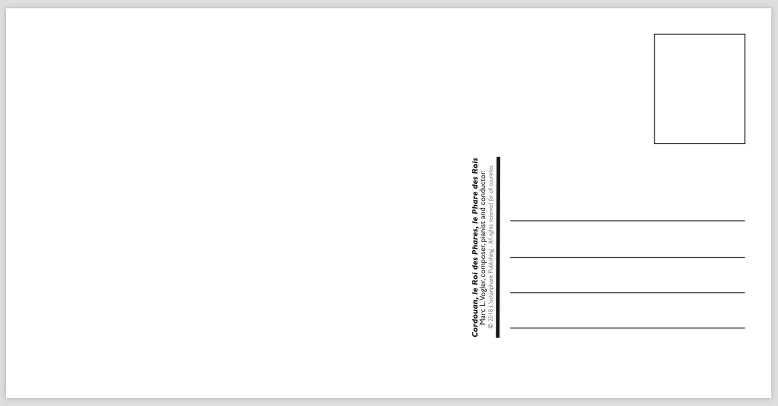 Cordouan, le Roi des Phares, le Phare des Rois
Marc L. Vogler, composer, pianist and conductor.
© 2018 L'octanphare Publishing - All rights reserved for all countries.